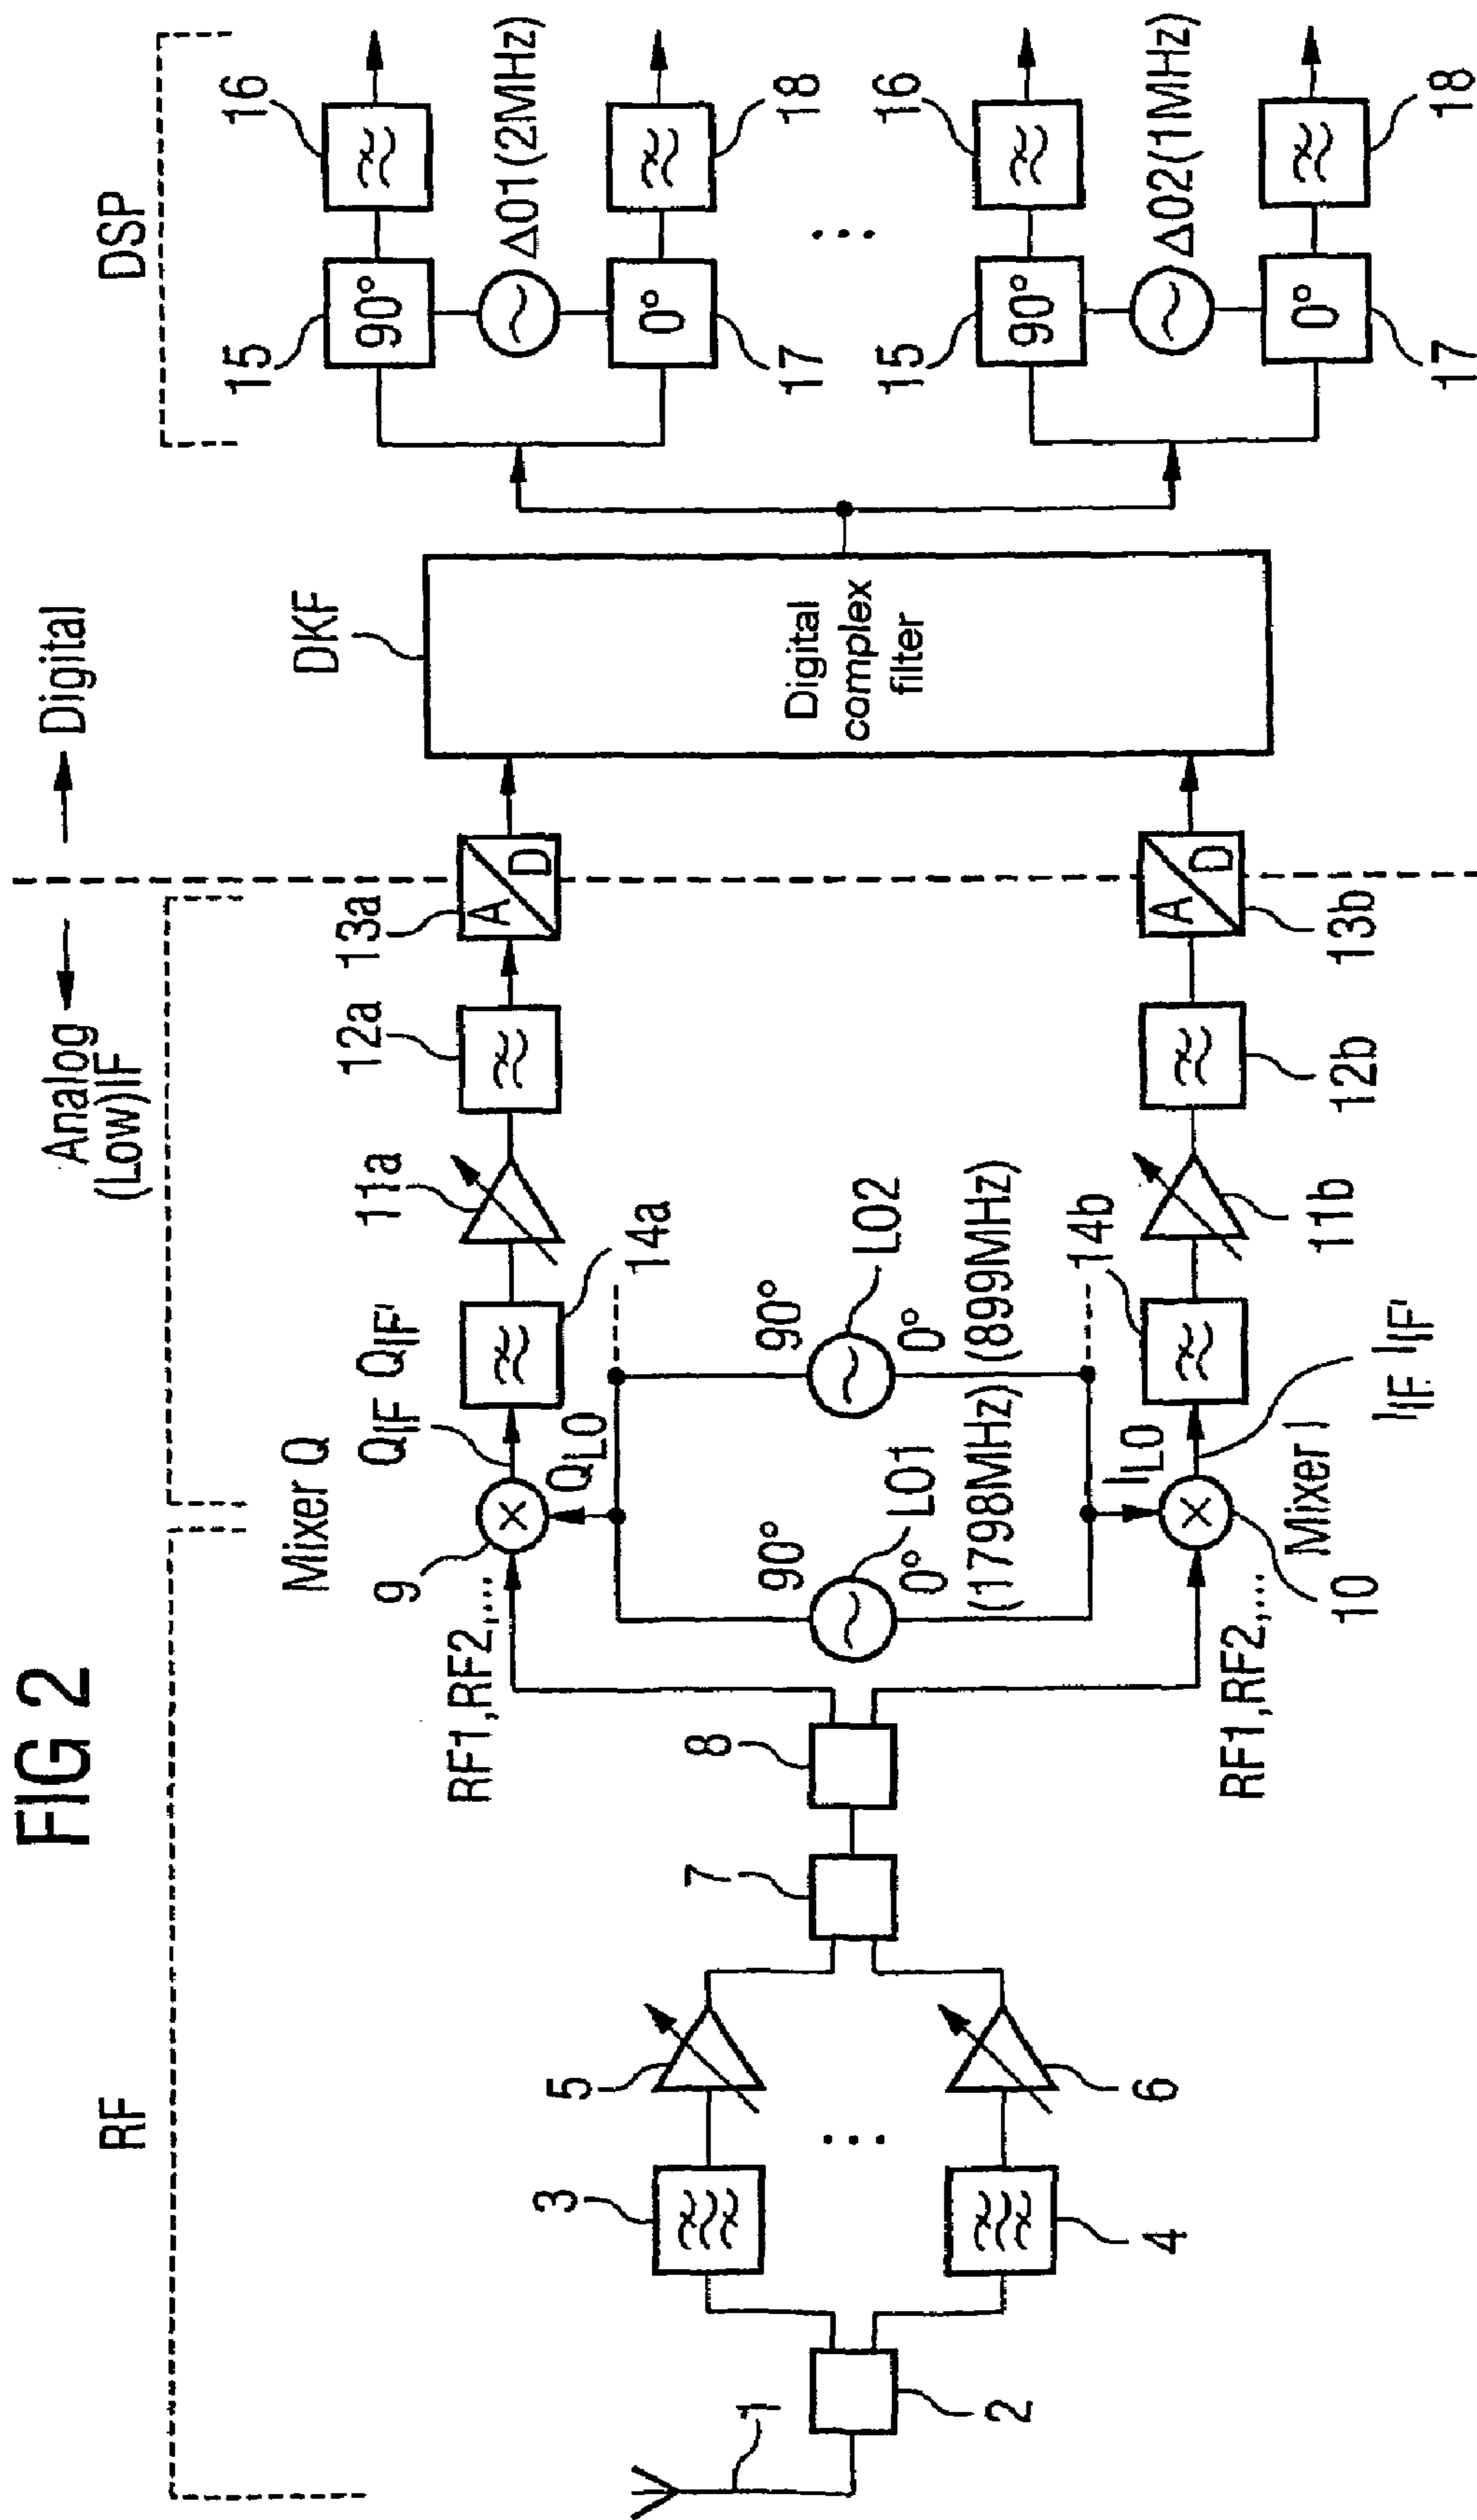 FIG 2
RF
Analog
(Low)IF
Digital
DSP
1
2
3
4
5
6
7
8
RF1,RF2,...
RF1,RF2,...
9
Mixer Q
10
Mixer I
QLO
ILO
90°
0°
LO1
(1798MHz)
90°
0°
LO2
(899MHz)
QIF QIF'
IIF IIF'
14a
14b
11a
11b
12a
12b
13a
A
D
13b
A
D
DKF
Digital
complex
filter
15
90°
16
Δ01(2MHz)
17
0°
18
15
90°
16
Δ02(1MHz)
17
0°
18